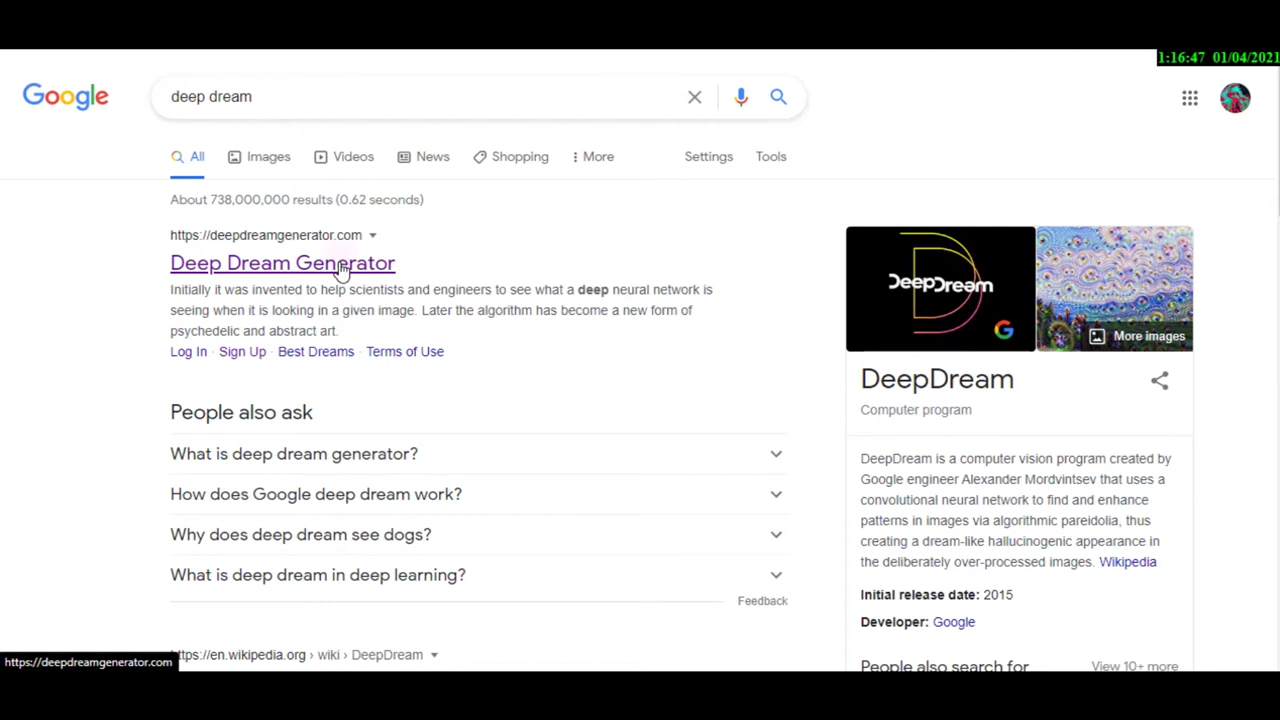 1:16:47 01/04/2021
Google
deep dream
All Images Videos News Shopping More Settings Tools
About 738,000,000 results (0.62 seconds)
https://deepdreamgenerator.com
Deep Dream Generator
Initially it was invented to help scientists and engineers to see what a deep neural network is
seeing when it is looking in a given image. Later the algorithm has become a new form of
psychedelic and abstract art.
Log In · Sign Up · Best Dreams · Terms of Use
People also ask
What is deep dream generator?
How does Google deep dream work?
Why does deep dream see dogs?
What is deep dream in deep learning?
Feedback
https://en.wikipedia.org › wiki › DeepDream
https://deepdreamgenerator.com
DeepDream
G
More images
DeepDream
Computer program
DeepDream is a computer vision program created by
Google engineer Alexander Mordvintsev that uses a
convolutional neural network to find and enhance
patterns in images via algorithmic pareidolia, thus
creating a dream-like hallucinogenic appearance in
the deliberately over-processed images. Wikipedia
Initial release date: 2015
Developer: Google
People also search for View 10+ more